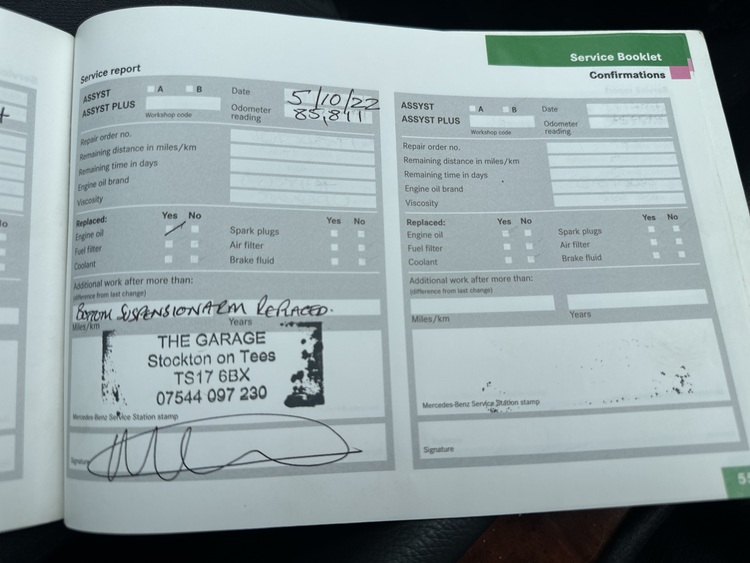 Service Booklet
Confirmations
Service report
ASSYST
A
B
Date
5/10/22
ASSYST PLUS
Workshop code
Odometer reading
85,811
Repair order no.
Remaining distance in miles/km
Remaining time in days
Engine oil brand
Viscosity
Replaced:
Yes No
Yes No
Engine oil
Spark plugs
Fuel filter
Air filter
Coolant
Brake fluid
Additional work after more than:
(difference from last change)
BOTTOM SUSPENSION ARM REPLACED.
Miles/km
Years
THE GARAGE
Stockton on Tees
TS17 6BX
07544 097 230
Mercedes-Benz Service Station stamp
Signature
ASSYST
A
B
Date
ASSYST PLUS
Workshop code
Odometer reading
Repair order no.
Remaining distance in miles/km
Remaining time in days
Engine oil brand
Viscosity
Replaced:
Yes No
Yes No
Engine oil
Spark plugs
Fuel filter
Air filter
Coolant
Brake fluid
Additional work after more than:
(difference from last change)
Miles/km
Years
Mercedes-Benz Service Station stamp
Signature